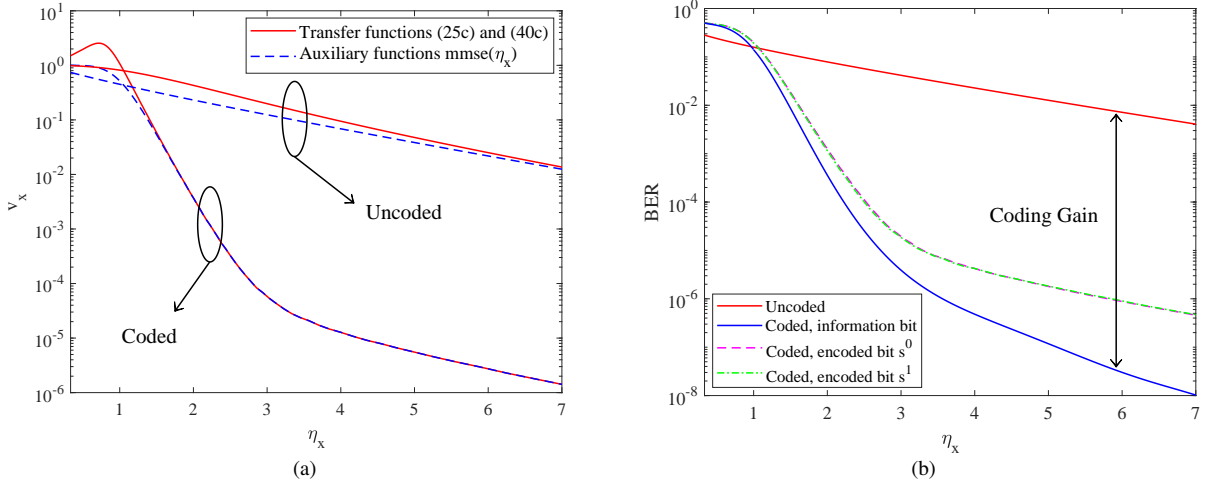 10^1
10^0
10^-1
10^-2
10^-3
10^-4
10^-5
10^-6
v_x
Transfer functions (25c) and (40c)
Auxiliary functions mmse(η_x)
Uncoded
Coded
1 2 3 4 5 6 7
η_x
(a)
10^0
10^-2
10^-4
10^-6
10^-8
BER
Coding Gain
Uncoded
Coded, information bit
Coded, encoded bit s^0
Coded, encoded bit s^1
1 2 3 4 5 6 7
η_x
(b)